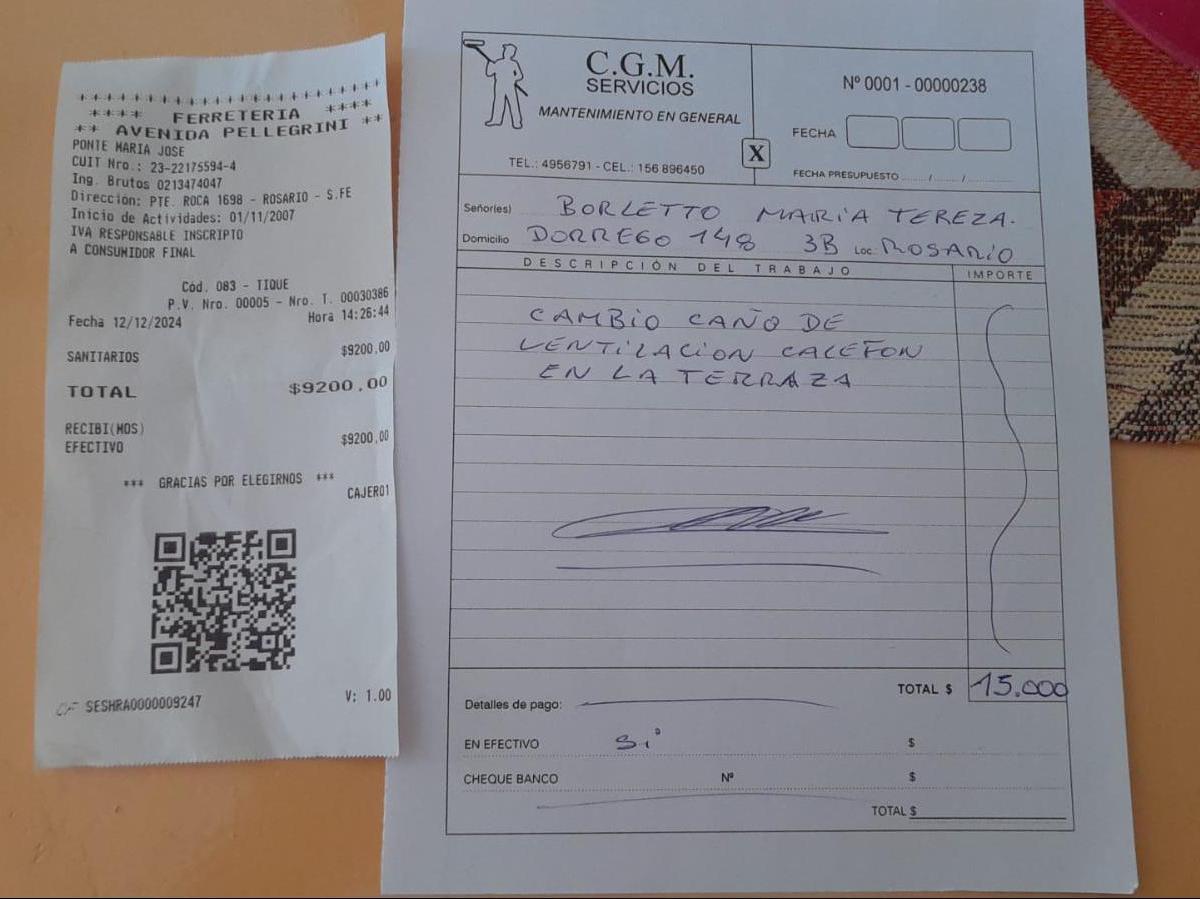 ++++++++++++++++++++++++
**** FERRETERIA ****
** AVENIDA PELLEGRINI **
PONTE MARIA JOSE
CUIT Nro.: 23-22175594-4
Ing. Brutos 0213474047
Dirección: PTE. ROCA 1698 - ROSARIO - S.FE
Inicio de Actividades: 01/11/2007
IVA RESPONSABLE INSCRIPTO
A CONSUMIDOR FINAL
Cód. 083 - TIQUE
P.V. Nro. 00005 - Nro. T. 00030386
Fecha 12/12/2024 Hora 14:26:44
SANITARIOS $9200,00
TOTAL $9200,00
RECIBI(MOS)
EFECTIVO $9200,00
*** GRACIAS POR ELEGIRNOS ***
CAJER01
CF SESHRA0000009247 V: 1.00
C.G.M.
SERVICIOS
MANTENIMIENTO EN GENERAL
TEL.: 4956791 - CEL.: 156 896450
X
Nº 0001 - 00000238
FECHA
FECHA PRESUPUESTO ......../......../............
Señor(es) BORLETTO MARIA TEREZA.
Domicilio DORREGO 148 3B Loc. ROSARIO
DESCRIPCIÓN DEL TRABAJO IMPORTE
CAMBIO CAÑO DE
VENTILACION CALEFON
EN LA TERRAZA
TOTAL $ 15.000
Detalles de pago:
EN EFECTIVO Si $
CHEQUE BANCO Nº $
TOTAL $